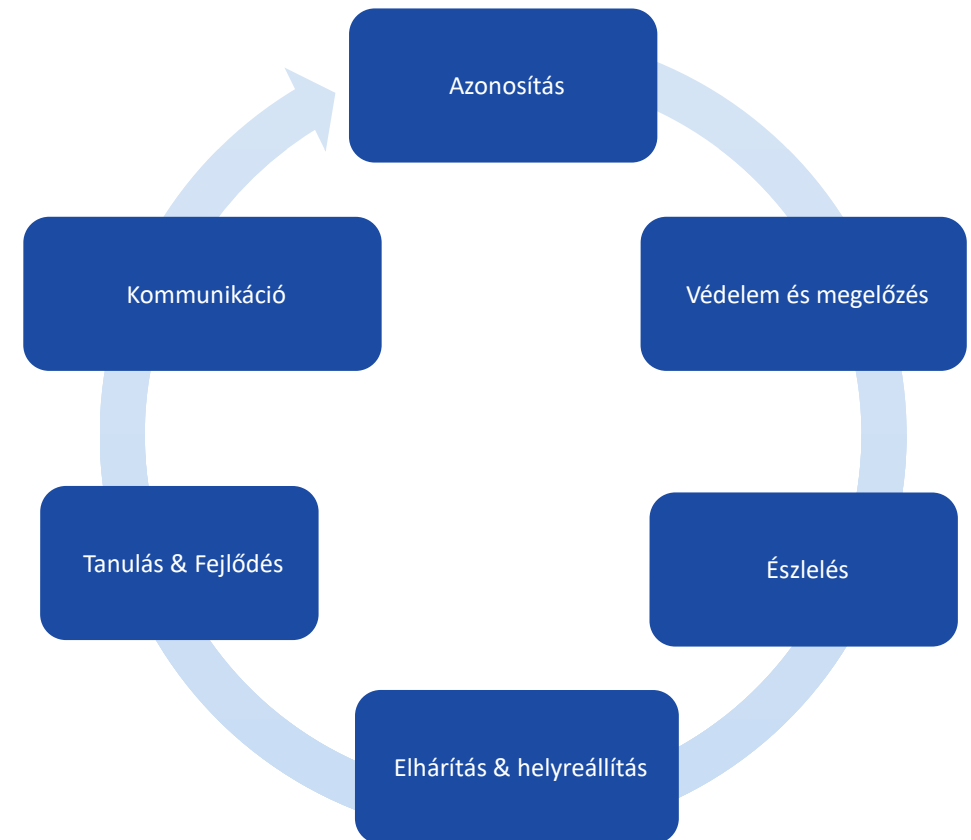 Azonosítás
Védelem és megelőzés
Észlelés
Elhárítás & helyreállítás
Tanulás & Fejlődés
Kommunikáció